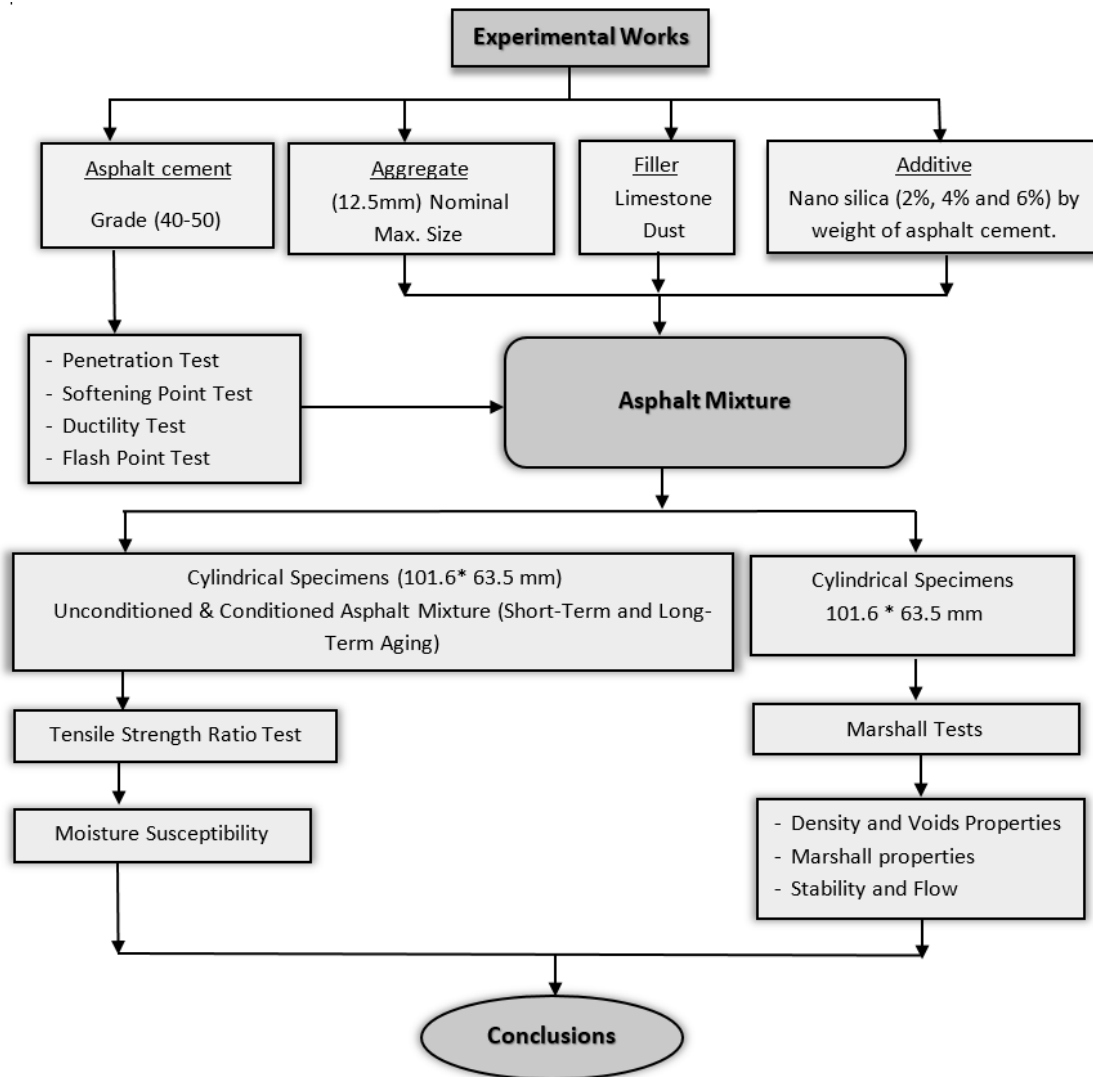 Experimental Works
Asphalt cement
Grade (40-50)
Aggregate
(12.5mm) Nominal
Max. Size
Filler
Limestone
Dust
Additive
Nano silica (2%, 4% and 6%) by
weight of asphalt cement.
- Penetration Test
- Softening Point Test
- Ductility Test
- Flash Point Test
Asphalt Mixture
Cylindrical Specimens (101.6* 63.5 mm)
Unconditioned & Conditioned Asphalt Mixture (Short-Term and Long-
Term Aging)
Cylindrical Specimens
101.6 * 63.5 mm
Tensile Strength Ratio Test
Marshall Tests
Moisture Susceptibility
- Density and Voids Properties
- Marshall properties
- Stability and Flow
Conclusions